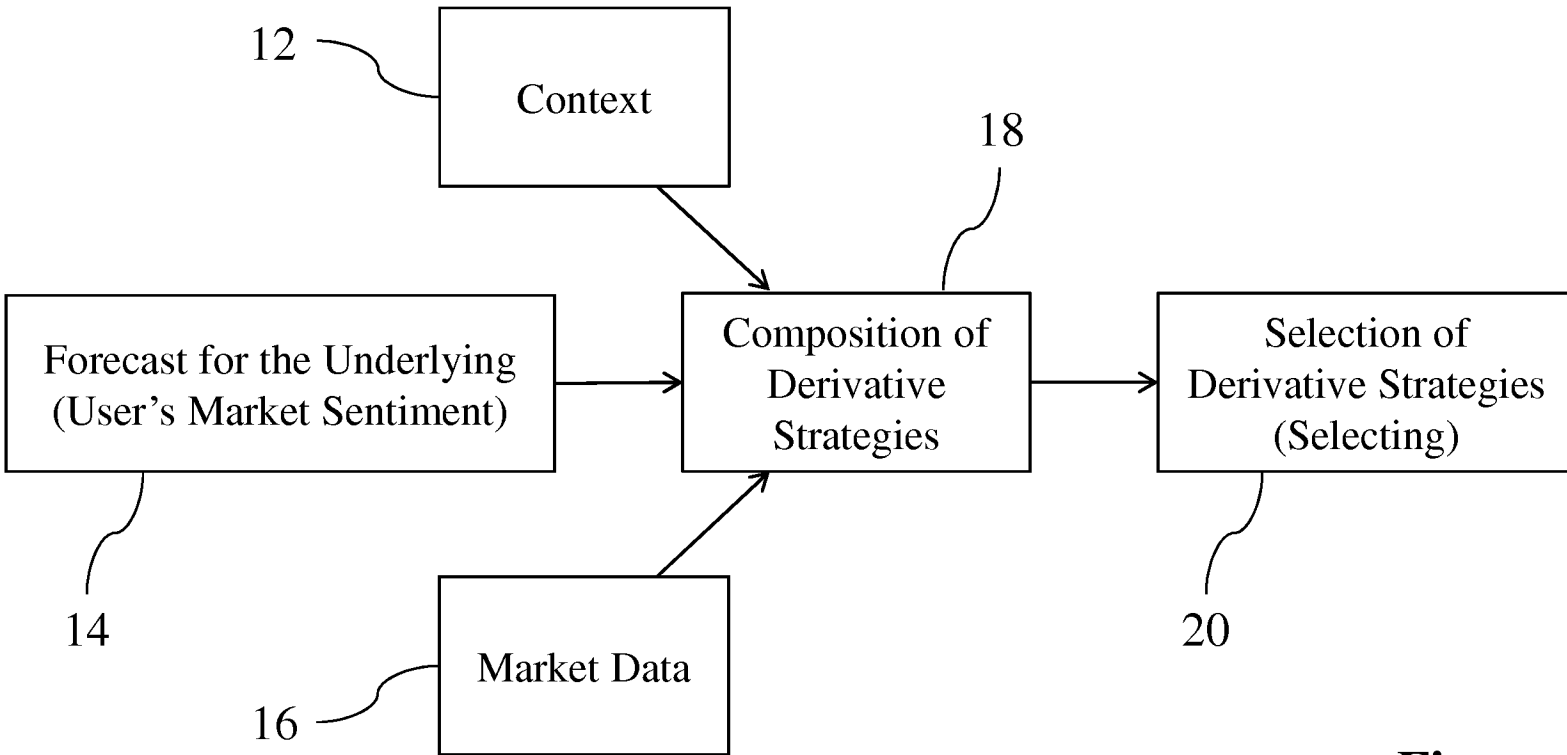 12
Context
18
Forecast for the Underlying
(User's Market Sentiment)
Composition of
Derivative
Strategies
Selection of
Derivative Strategies
(Selecting)
14
20
Market Data
16